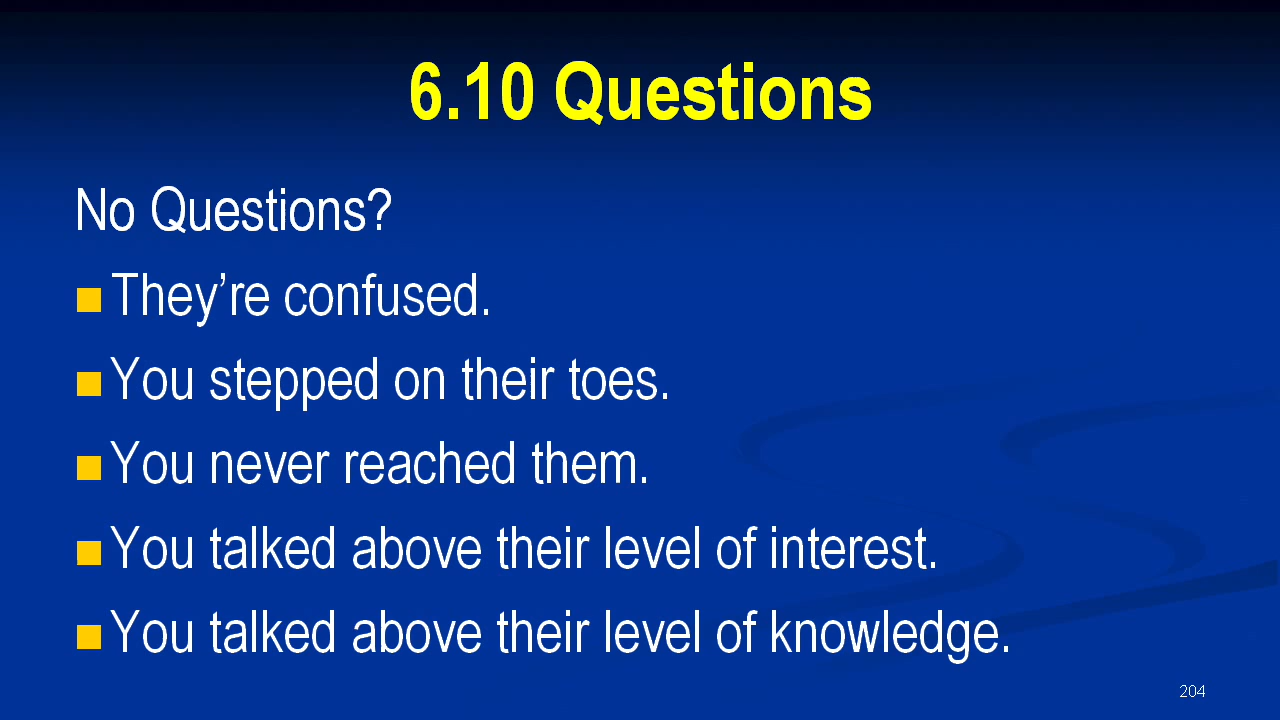 6.10 Questions
No Questions?
They’re confused.
You stepped on their toes.
You never reached them.
You talked above their level of interest.
You talked above their level of knowledge.
204